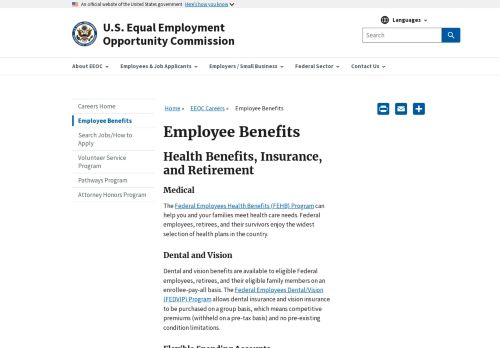 An official website of the United States government Here's how you know
Languages
U.S. Equal Employment
Opportunity Commission
Search
About EEOC
Employees & Job Applicants
Employers / Small Business
Federal Sector
Contact Us
Careers Home
Employee Benefits
Search Jobs/How to
Apply
Volunteer Service
Program
Pathways Program
Attorney Honors Program
Home » EEOC Careers » Employee Benefits
Employee Benefits
Health Benefits, Insurance,
and Retirement
Medical
The Federal Employees Health Benefits (FEHB) Program can
help you and your families meet health care needs. Federal
employees, retirees, and their survivors enjoy the widest
selection of health plans in the country.
Dental and Vision
Dental and vision benefits are available to eligible Federal
employees, retirees, and their eligible family members on an
enrollee-pay-all basis. The Federal Employees Dental/Vision
(FEDVIP) Program allows dental insurance and vision insurance
to be purchased on a group basis, which means competitive
premiums (withheld on a pre-tax basis) and no pre-existing
condition limitations.
Flexible Spending Accounts